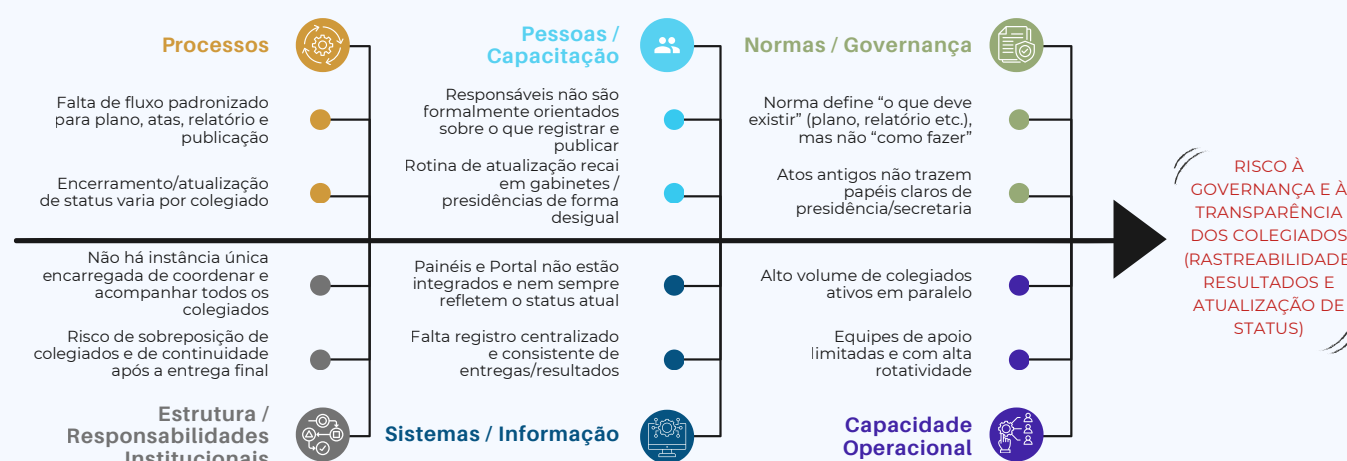 Processos
Falta de fluxo padronizado
para plano, atas, relatório e
publicação
Encerramento/atualização
de status varia por colegiado
Pessoas /
Capacitação
Responsáveis não são
formalmente orientados
sobre o que registrar e
publicar
Rotina de atualização recai
em gabinetes /
presidências de forma
desigual
Normas / Governança
Norma define “o que deve
existir” (plano, relatório etc.),
mas não “como fazer”
Atos antigos não trazem
papéis claros de
presidência/secretaria
Não há instância única
encarregada de coordenar e
acompanhar todos os
colegiados
Risco de sobreposição de
colegiados e de continuidade
após a entrega final
Estrutura /
Responsabilidades
Institucionais
Painéis e Portal não estão
integrados e nem sempre
refletem o status atual
Falta registro centralizado
e consistente de
entregas/resultados
Sistemas / Informação
Alto volume de colegiados
ativos em paralelo
Equipes de apoio
limitadas e com alta
rotatividade
Capacidade
Operacional
RISCO À
GOVERNANÇA E À
TRANSPARÊNCIA
DOS COLEGIADOS
(RASTREABILIDADE
RESULTADOS E
ATUALIZAÇÃO DE
STATUS)